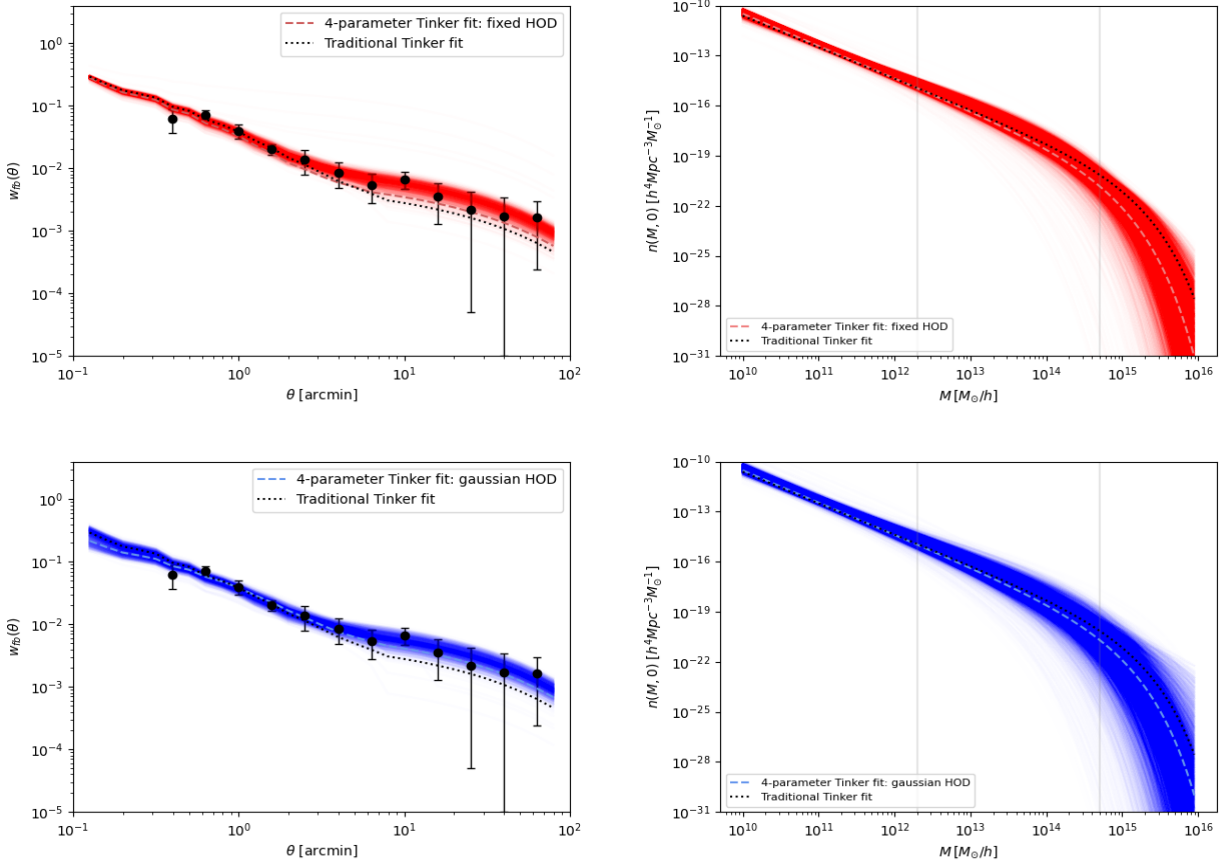 4-parameter Tinker fit: fixed HOD
Traditional Tinker fit
10^0
10^{-1}
10^{-2}
10^{-3}
10^{-4}
10^{-5}
w_{fb}(θ)
10^{-1} 10^0 10^1 10^2
θ [arcmin]
10^{-10}
10^{-13}
10^{-16}
10^{-19}
10^{-22}
10^{-25}
10^{-28}
10^{-31}
n(M, 0) [h^4 Mpc^{-3} M_⊙^{-1}]
4-parameter Tinker fit: fixed HOD
Traditional Tinker fit
10^{10} 10^{11} 10^{12} 10^{13} 10^{14} 10^{15} 10^{16}
M [M_⊙/h]
4-parameter Tinker fit: gaussian HOD
Traditional Tinker fit
10^0
10^{-1}
10^{-2}
10^{-3}
10^{-4}
10^{-5}
w_{fb}(θ)
10^{-1} 10^0 10^1 10^2
θ [arcmin]
10^{-10}
10^{-13}
10^{-16}
10^{-19}
10^{-22}
10^{-25}
10^{-28}
10^{-31}
n(M, 0) [h^4 Mpc^{-3} M_⊙^{-1}]
4-parameter Tinker fit: gaussian HOD
Traditional Tinker fit
10^{10} 10^{11} 10^{12} 10^{13} 10^{14} 10^{15} 10^{16}
M [M_⊙/h]